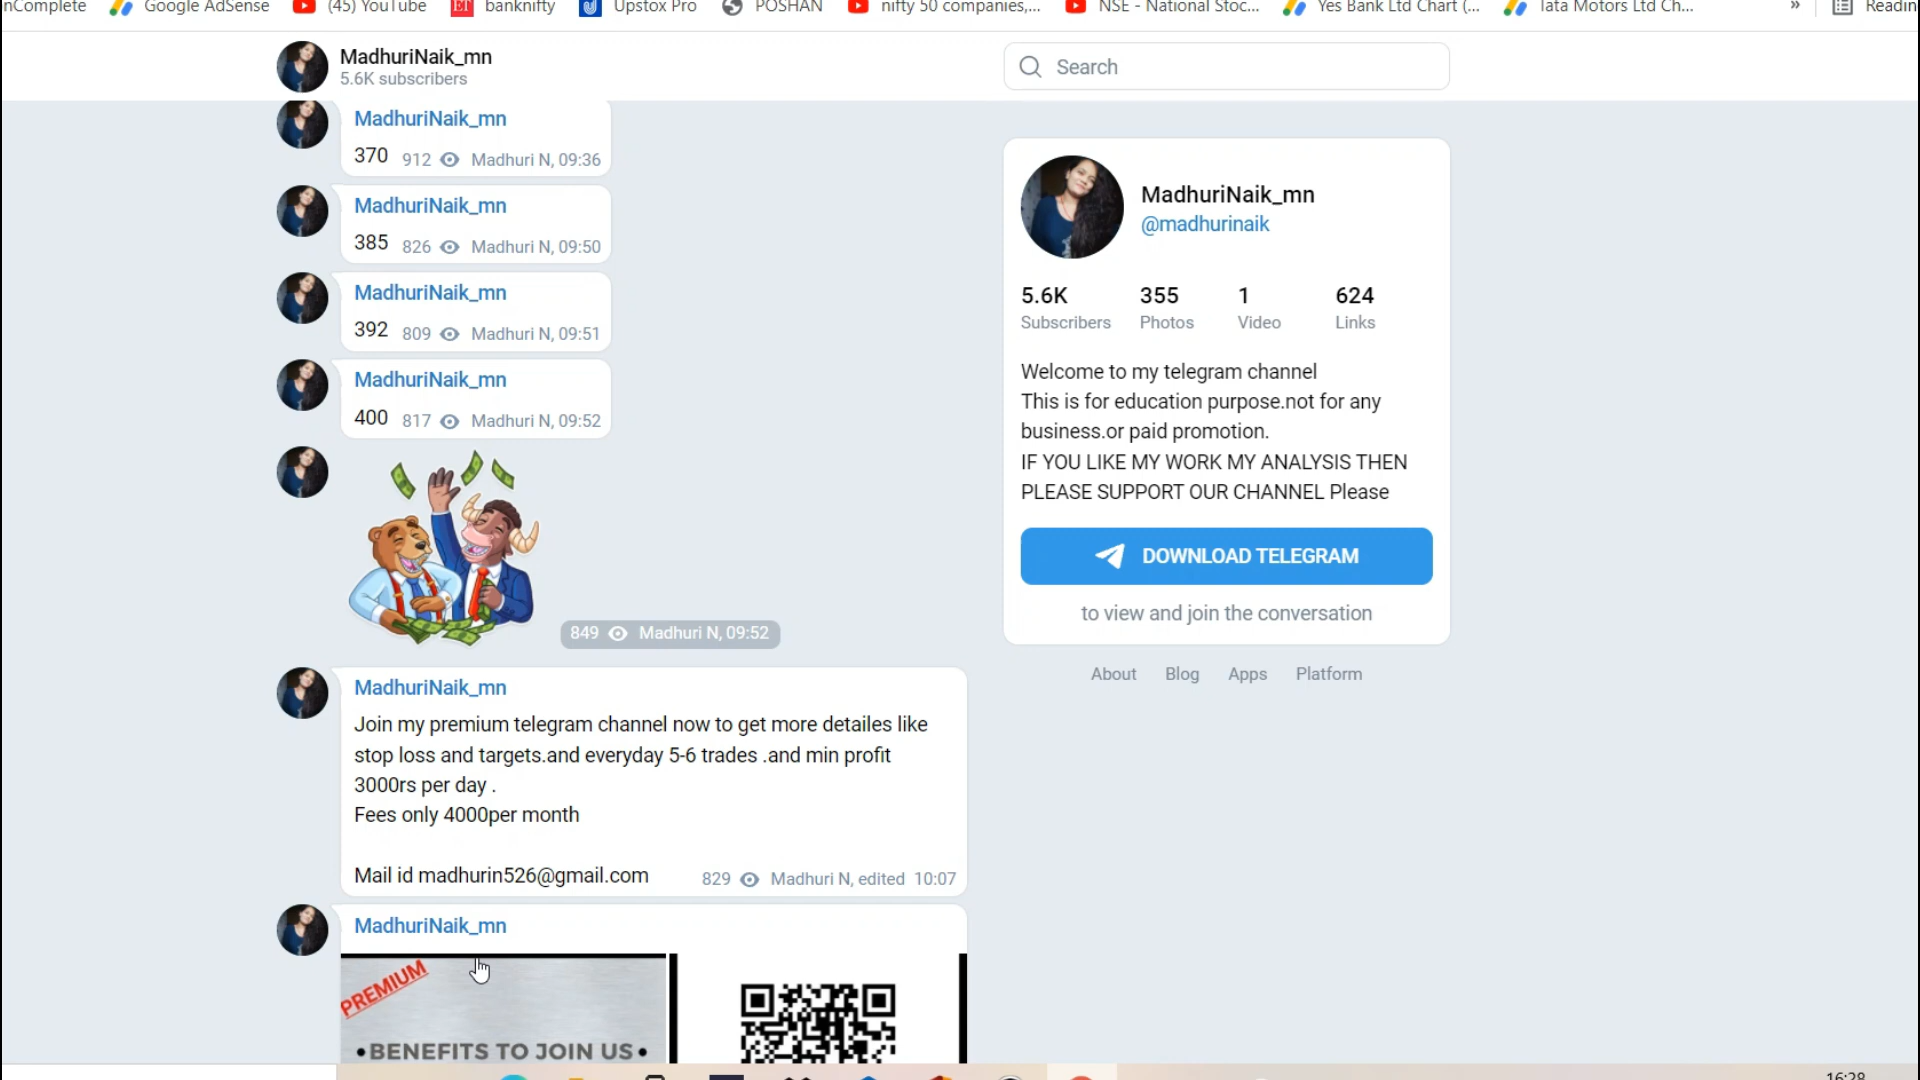 nComplete
Google AdSense
(45) YouTube
ET banknifty
Upstox Pro
POSHAN
nifty 50 companies,...
NSE - National Stoc...
Yes Bank Ltd Chart (...
Tata Motors Ltd Ch...
»
Readin
MadhuriNaik_mn
5.6K subscribers
Search
MadhuriNaik_mn
370 912 Madhuri N, 09:36
MadhuriNaik_mn
385 826 Madhuri N, 09:50
MadhuriNaik_mn
392 809 Madhuri N, 09:51
MadhuriNaik_mn
400 817 Madhuri N, 09:52
849 Madhuri N, 09:52
MadhuriNaik_mn
Join my premium telegram channel now to get more detailes like
stop loss and targets.and everyday 5-6 trades .and min profit
3000rs per day .
Fees only 4000per month
Mail id madhurin526@gmail.com 829 Madhuri N, edited 10:07
MadhuriNaik_mn
PREMIUM
•BENEFITS TO JOIN US•
MadhuriNaik_mn
@madhurinaik
5.6K 355 1 624
Subscribers Photos Video Links
Welcome to my telegram channel
This is for education purpose.not for any
business.or paid promotion.
IF YOU LIKE MY WORK MY ANALYSIS THEN
PLEASE SUPPORT OUR CHANNEL Please
DOWNLOAD TELEGRAM
to view and join the conversation
About Blog Apps Platform
16:28